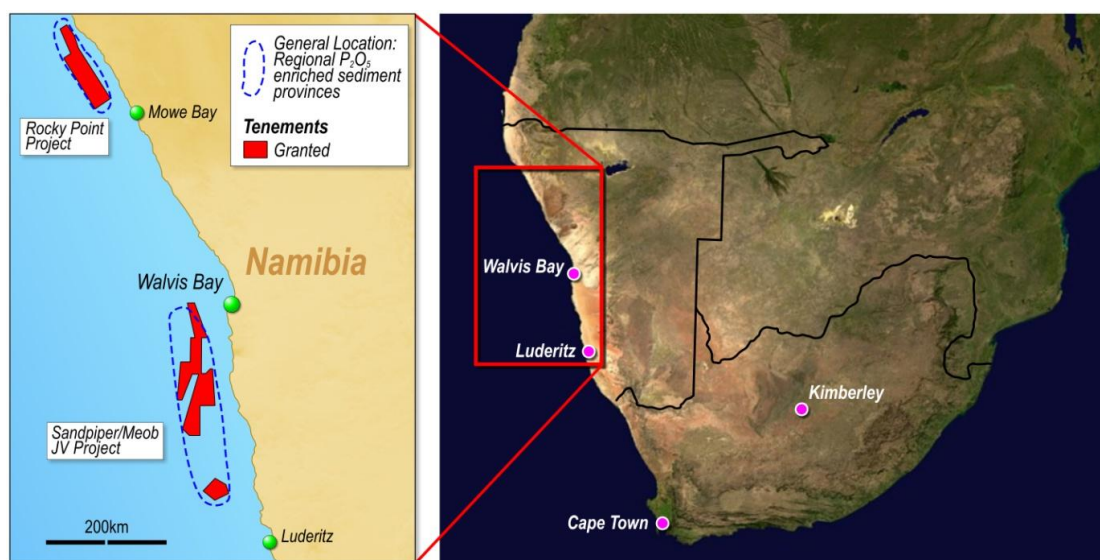 General Location:
Regional P₂O₅
enriched sediment
provinces
Tenements
Granted
Mowe Bay
Rocky Point
Project
Namibia
Walvis Bay
Sandpiper/Meob
JV Project
200km
Luderitz
Walvis Bay
Luderitz
Kimberley
Cape Town